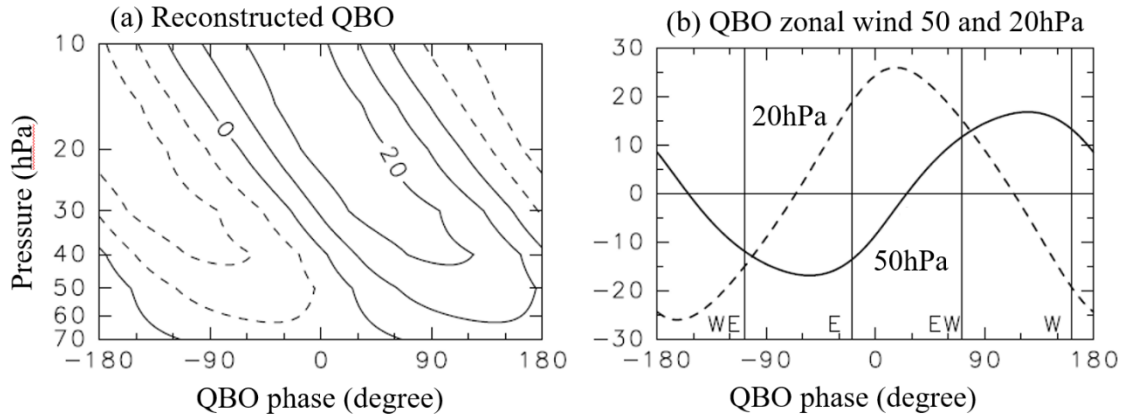 (a) Reconstructed QBO
10
20
30
40
50
60
70
Pressure (hPa)
0
20
-180 -90 0 90 180
QBO phase (degree)
(b) QBO zonal wind 50 and 20hPa
30
20
10
0
-10
-20
-30
20hPa
50hPa
WE E EW W
-180 -90 0 90 180
QBO phase (degree)